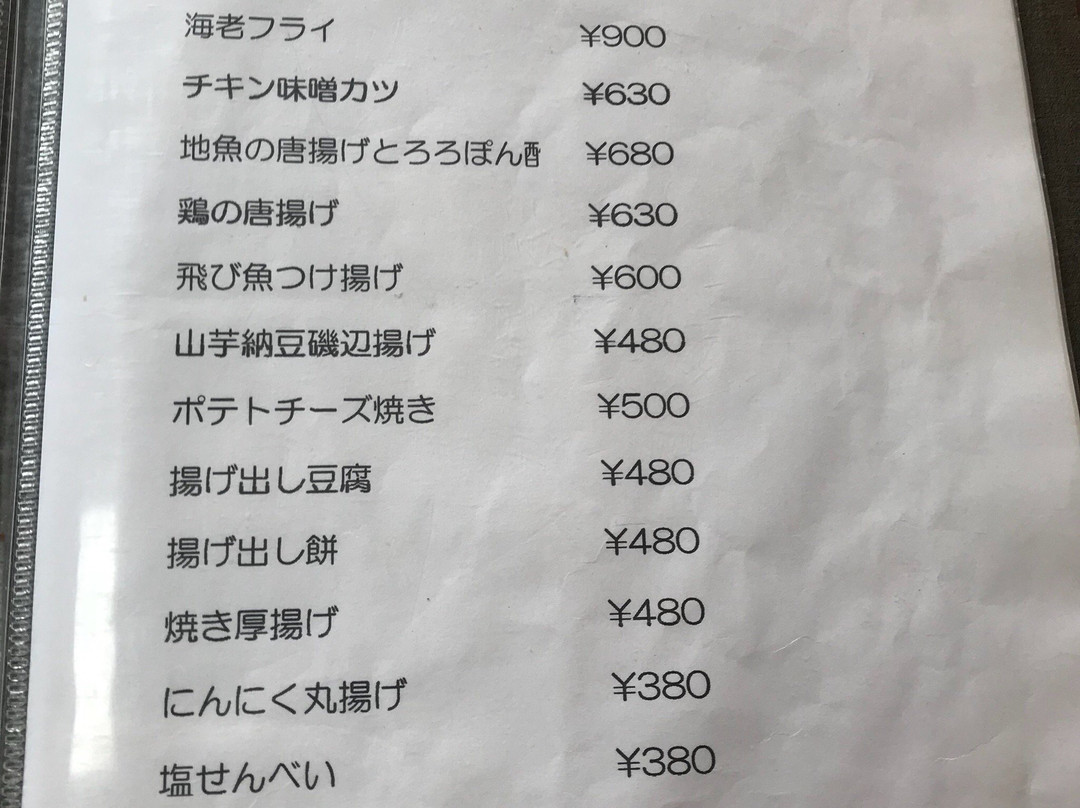 海老フライ ¥900
チキン味噌カツ ¥630
地魚の唐揚げとろろぽん酢 ¥680
鶏の唐揚げ ¥630
飛び魚つけ揚げ ¥600
山芋納豆磯辺揚げ ¥480
ポテトチーズ焼き ¥500
揚げ出し豆腐 ¥480
揚げ出し餅 ¥480
焼き厚揚げ ¥480
にんにく丸揚げ ¥380
塩せんべい ¥380